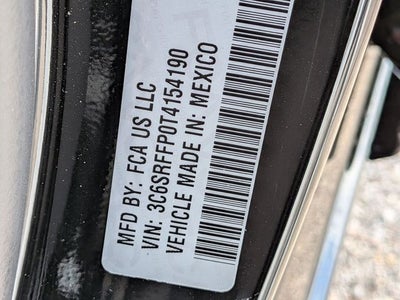 MFD BY: FCA US LLC
VIN: 3C6SRFFP0T4154190
VEHICLE MADE IN: MEXICO